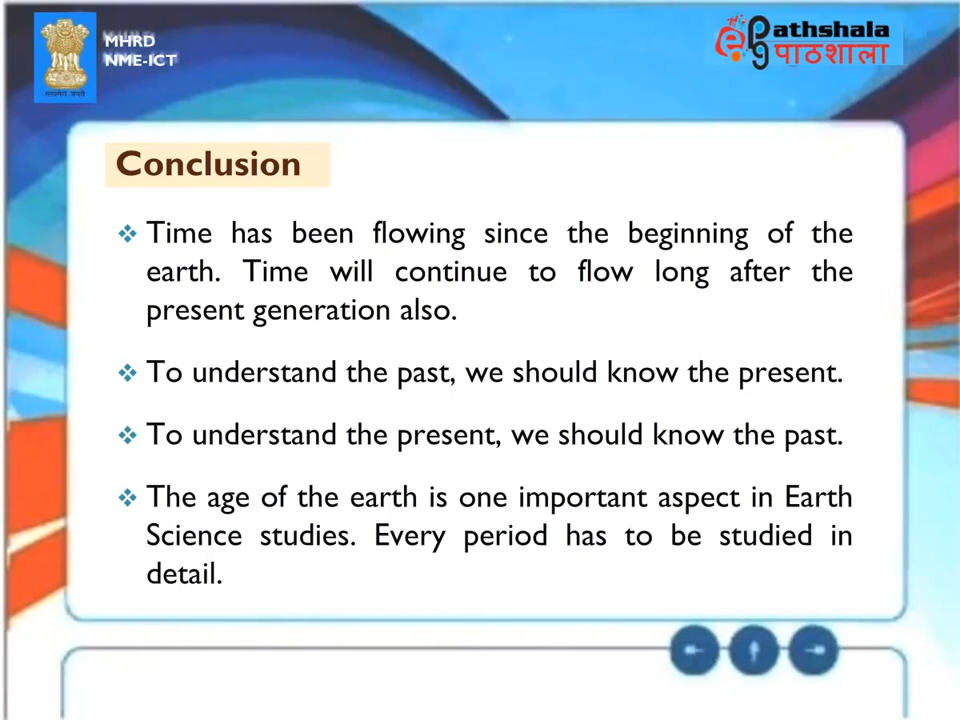 MHRD
NME-ICT
e pg Pathshala
पाठशाला
Conclusion
Time has been flowing since the beginning of the
earth. Time will continue to flow long after the
present generation also.
To understand the past, we should know the present.
To understand the present, we should know the past.
The age of the earth is one important aspect in Earth
Science studies. Every period has to be studied in
detail.